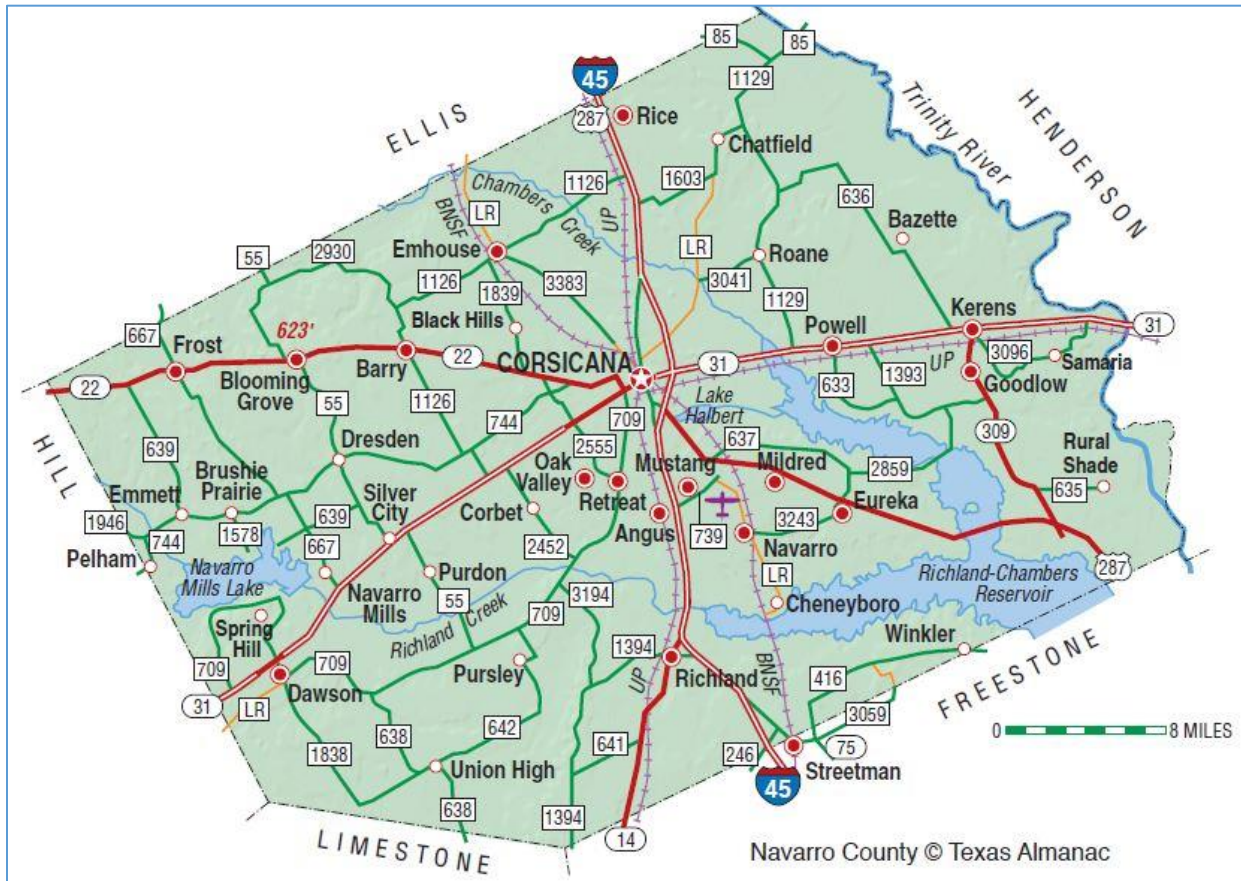 85
85
45
1129
287
Rice
Trinity River
HENDERSON
ELLIS
Chatfield
Chambers
Creek
1126
1603
636
LR
BNSF
UP
Bazette
Emhouse
LR
Roane
55
2930
3383
3041
1126
1839
1129
Kerens
667
623'
Black Hills
Powell
31
Frost
22
CORSICANA
31
UP
3096
Samaria
Blooming
Grove
Barry
Goodlow
22
1126
Lake
Halbert
633
1393
55
709
744
309
HILL
639
Dresden
2555
637
Rural
Shade
Brushie
Prairie
Oak
Valley
Mustang
Mildred
2859
Emmett
Silver
City
Retreat
635
1946
639
Corbet
Angus
Eureka
744
1578
739
3243
Pelham
667
2452
Navarro
Navarro
Mills Lake
Purdon
LR
287
Navarro
Mills
55
3194
Richland-Chambers
Reservoir
Richland Creek
709
Cheneyboro
Spring
Hill
Winkler
709
709
1394
BNSF
FREESTONE
Pursley
UP
Richland
416
Dawson
31
LR
642
3059
0
8 MILES
638
641
246
75
1838
Union High
Streetman
45
638
1394
14
LIMESTONE
Navarro County © Texas Almanac